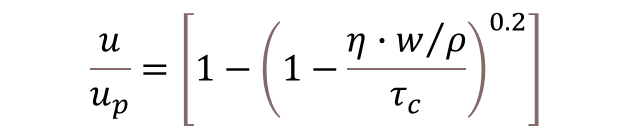 u/u_p = [1 − (1 − (η · w/ρ)/τ_c)^0.2]